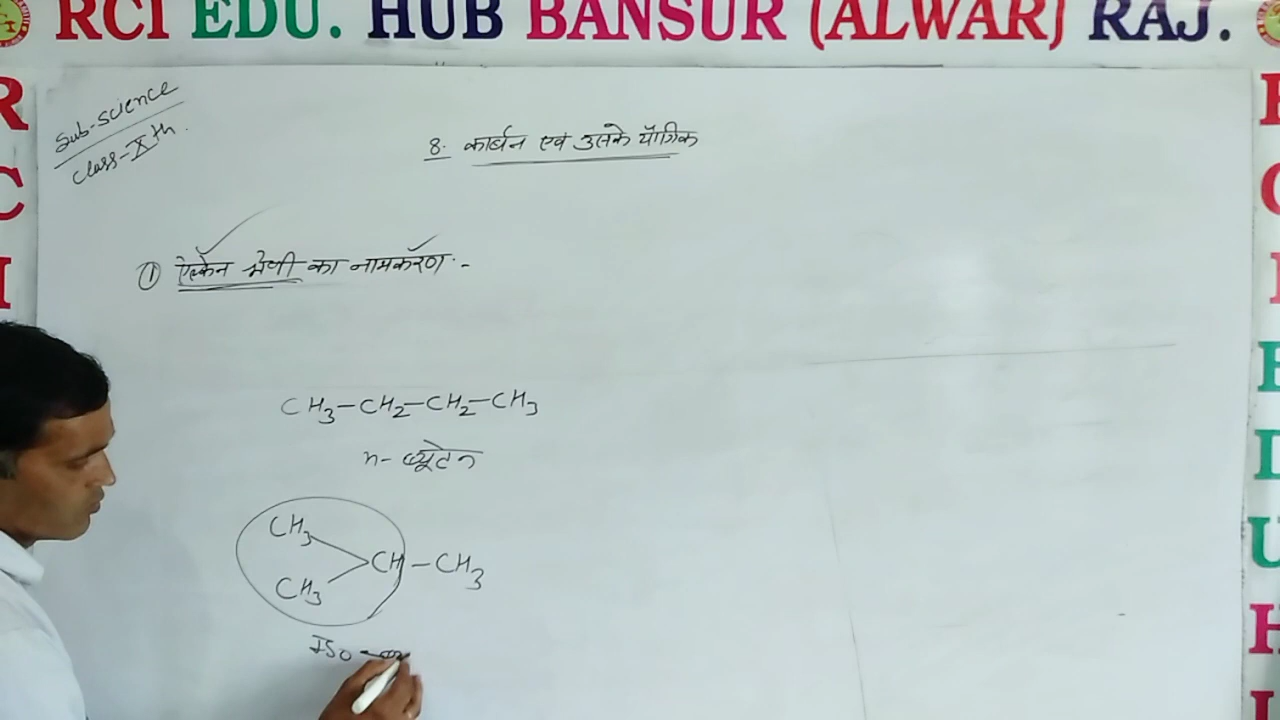 RCI EDU. HUB BANSUR (ALWAR) RAJ.
Sub-Science
Class-Xth.
8. कार्बन एवं उसके यौगिक
① ऐल्केन श्रेणी का नामकरण :-
CH3-CH2-CH2-CH3
n- ब्यूटेन
CH3
CH-CH3
CH3
Iso -
R
C
I
R
C
I
E
D
U
H